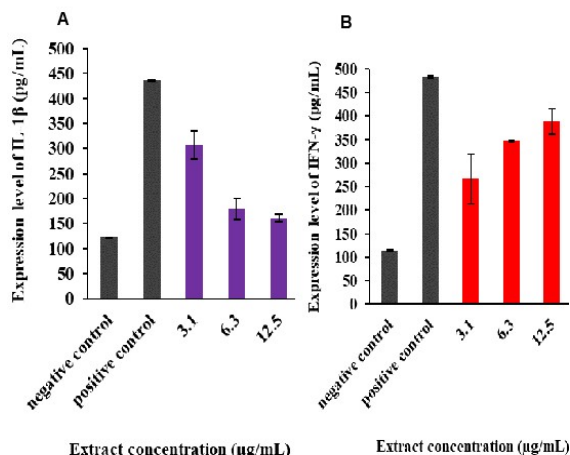 A
Expression level of IL-1β (pg/mL)
500
450
400
350
300
250
200
150
100
50
0
negative control
positive control
3.1
6.3
12.5
Extract concentration (µg/mL)
B
Expression level of IFN-γ (pg/mL)
500
450
400
350
300
250
200
150
100
50
0
negative control
positive control
3.1
6.3
12.5
Extract concentration (µg/mL)